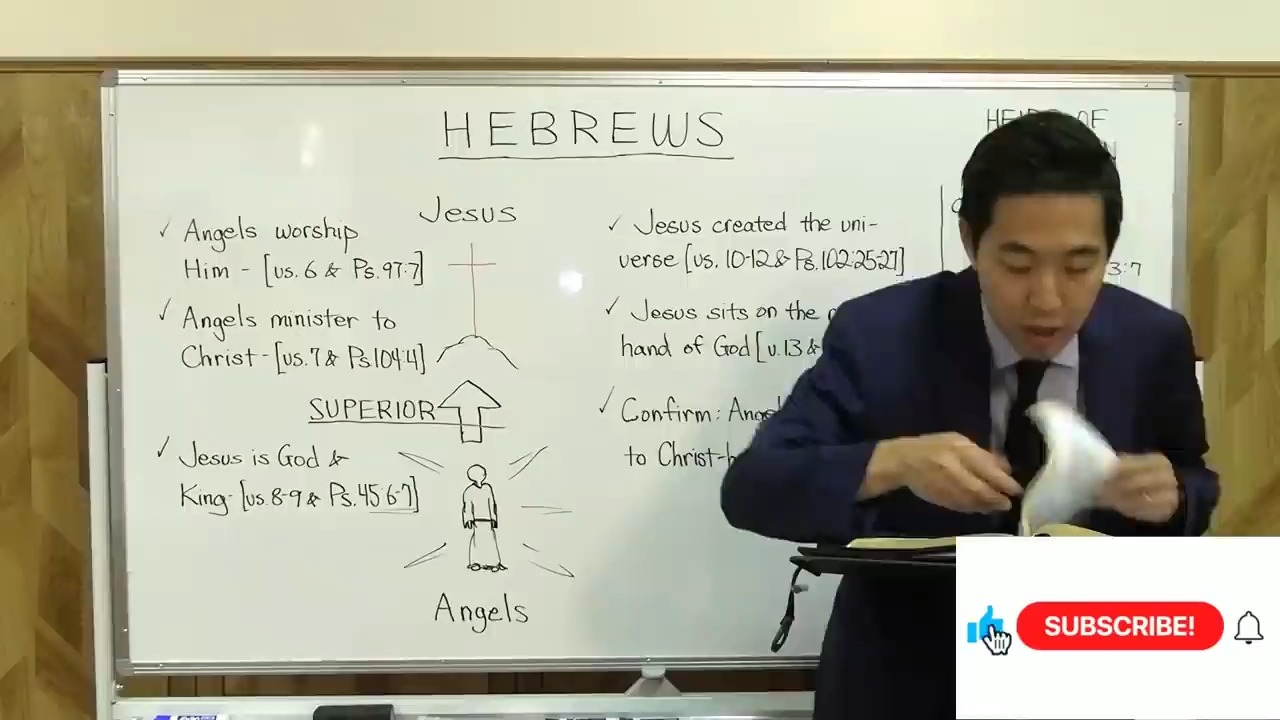 HEBREWS
OF
Jesus
Angels worship
Him - [vs. 6 & Ps. 97:7]
Angels minister to
Christ - [vs. 7 & Ps 104:4]
SUPERIOR
Jesus is God &
King - [vs. 8-9 & Ps. 45:6-7]
Angels
Jesus created the uni-
verse [vs. 10-12 & Ps. 102:25-27]
Jesus sits on the
hand of God [v. 13 &
Confirm:
to Christ-
3:7
SUBSCRIBE!